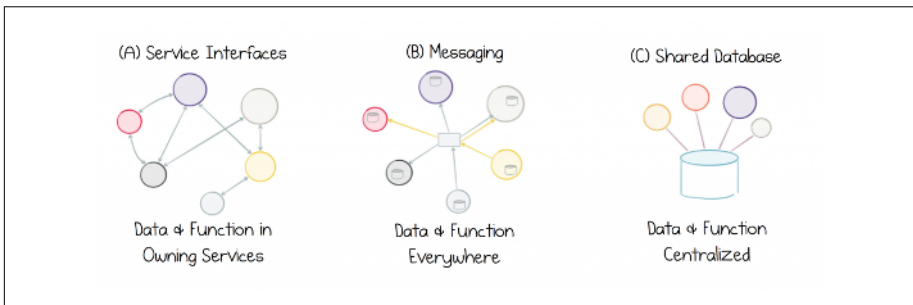 (A) Service Interfaces
(B) Messaging
(C) Shared Database
Data & Function in
Owning Services
Data & Function
Everywhere
Data & Function
Centralized